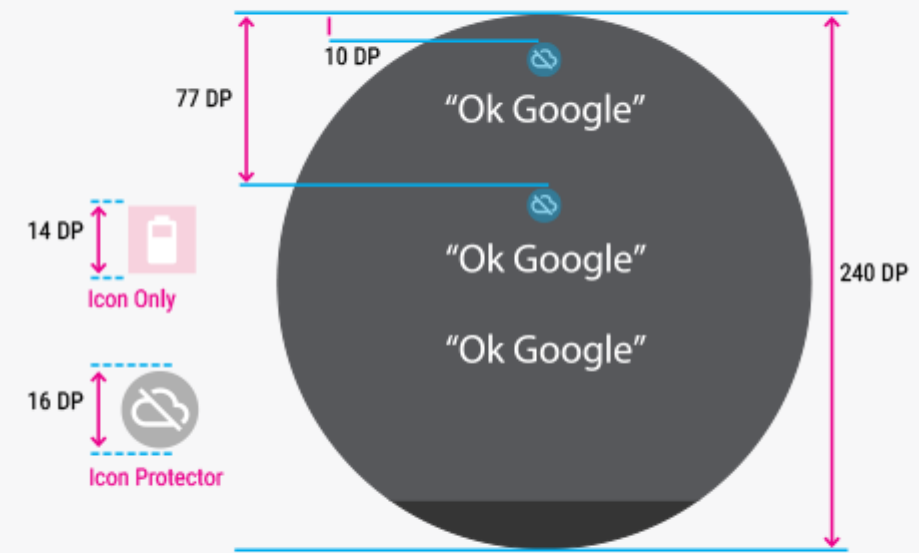 10 DP
77 DP
“Ok Google”
14 DP
Icon Only
“Ok Google”
240 DP
“Ok Google”
16 DP
Icon Protector